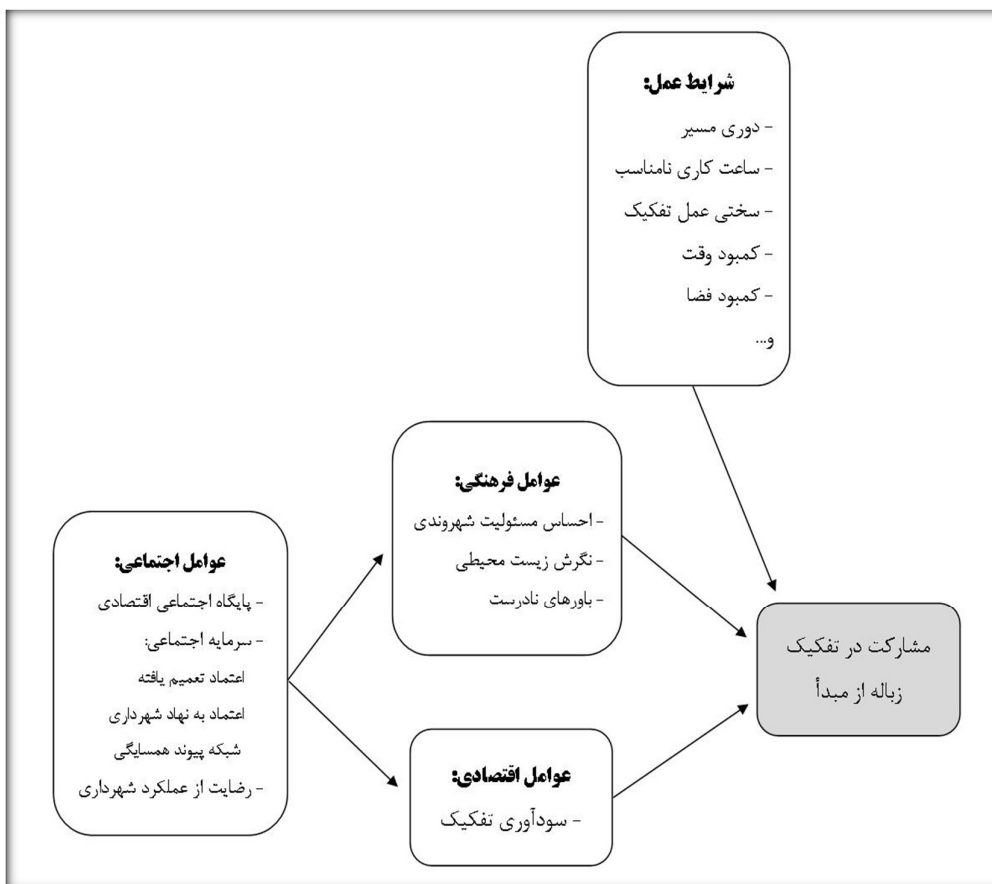 شرایط عمل:
- دوری مسیر
- ساعت کاری نامناسب
- سختی عمل تفکیک
- کمبود وقت
- کمبود فضا
و...
عوامل فرهنگی:
- احساس مسئولیت شهروندی
- نگرش زیست محیطی
- باورهای نادرست
عوامل اجتماعی:
- پایگاه اجتماعی اقتصادی
- سرمایه اجتماعی:
اعتماد تعمیم یافته
اعتماد به نهاد شهرداری
شبکه پیوند همسایگی
- رضایت از عملکرد شهرداری
عوامل اقتصادی:
- سودآوری تفکیک
مشارکت در تفکیک
زباله از مبدأ